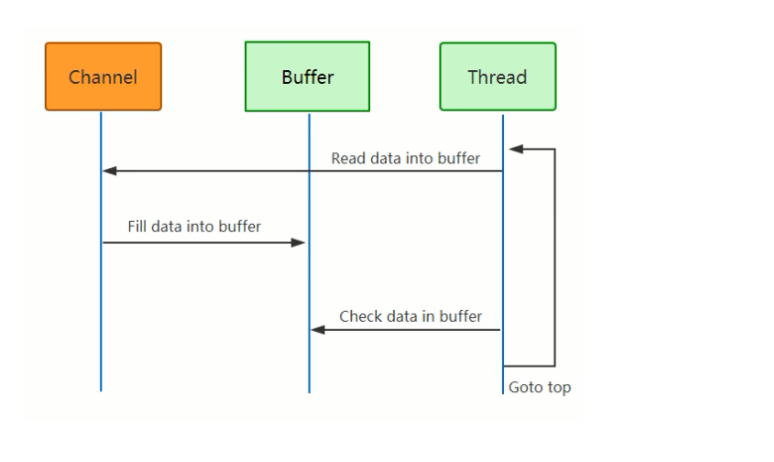 Channel
Buffer
Thread
Read data into buffer
Fill data into buffer
Check data in buffer
Goto top